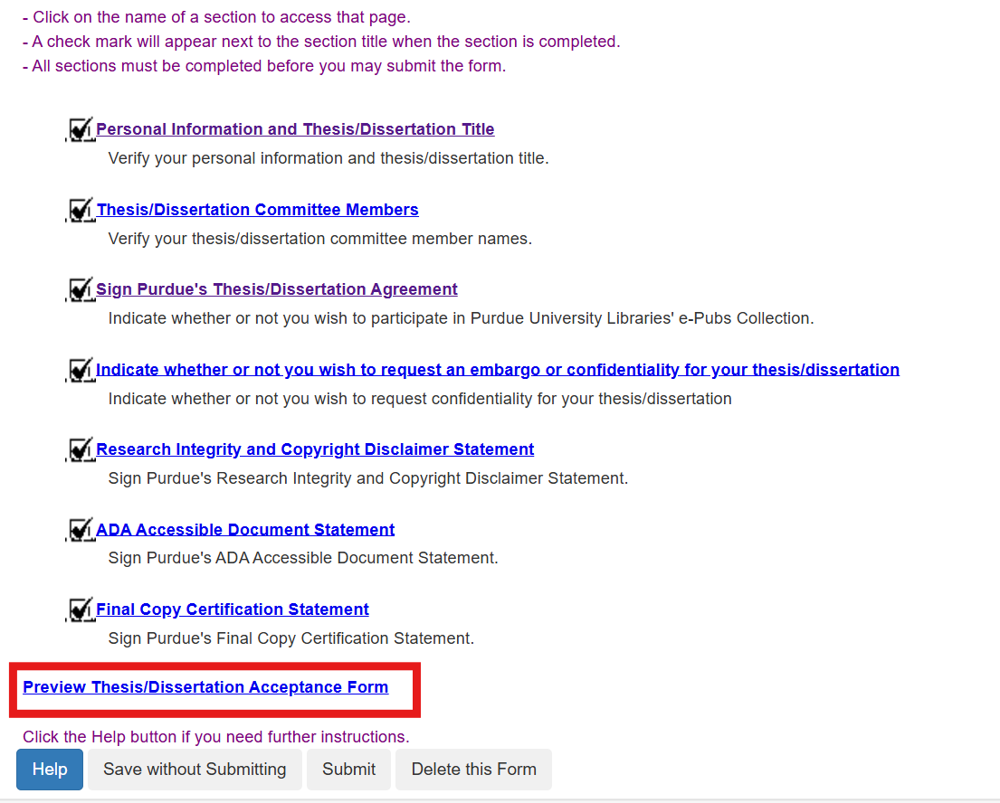 - Click on the name of a section to access that page.
- A check mark will appear next to the section title when the section is completed.
- All sections must be completed before you may submit the form.
Personal Information and Thesis/Dissertation Title
Verify your personal information and thesis/dissertation title.
Thesis/Dissertation Committee Members
Verify your thesis/dissertation committee member names.
Sign Purdue's Thesis/Dissertation Agreement
Indicate whether or not you wish to participate in Purdue University Libraries' e-Pubs Collection.
Indicate whether or not you wish to request an embargo or confidentiality for your thesis/dissertation
Indicate whether or not you wish to request confidentiality for your thesis/dissertation
Research Integrity and Copyright Disclaimer Statement
Sign Purdue's Research Integrity and Copyright Disclaimer Statement.
ADA Accessible Document Statement
Sign Purdue's ADA Accessible Document Statement.
Final Copy Certification Statement
Sign Purdue's Final Copy Certification Statement.
Preview Thesis/Dissertation Acceptance Form
Click the Help button if you need further instructions.
Help Save without Submitting Submit Delete this Form